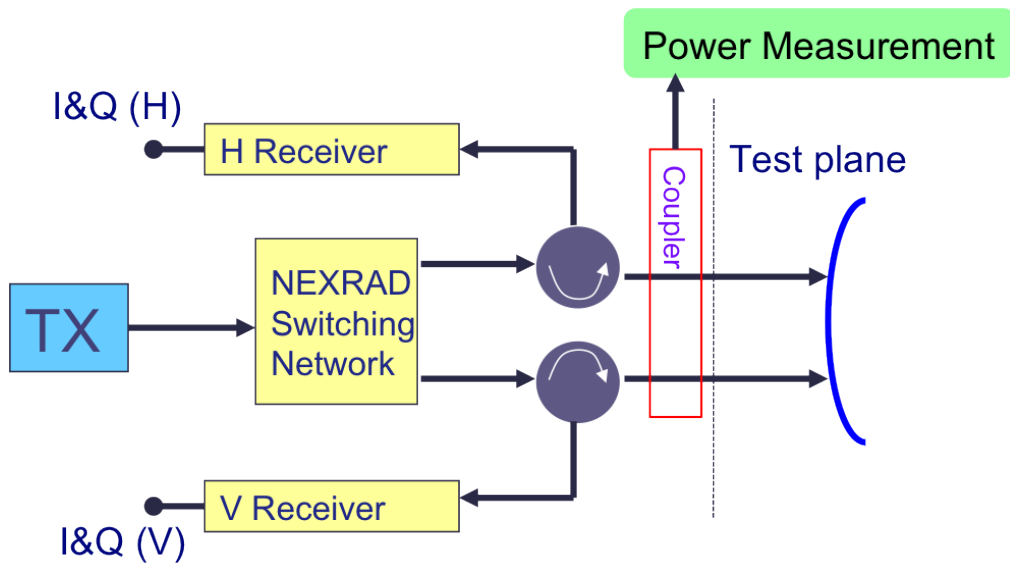 Power Measurement
I&Q (H)
H Receiver
Test plane
Coupler
NEXRAD
Switching
Network
TX
V Receiver
I&Q (V)